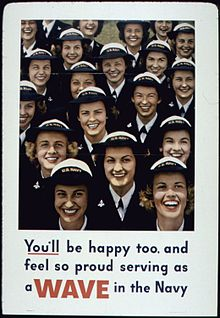 You'll be happy too, and
feel so proud serving as
a WAVE in the Navy